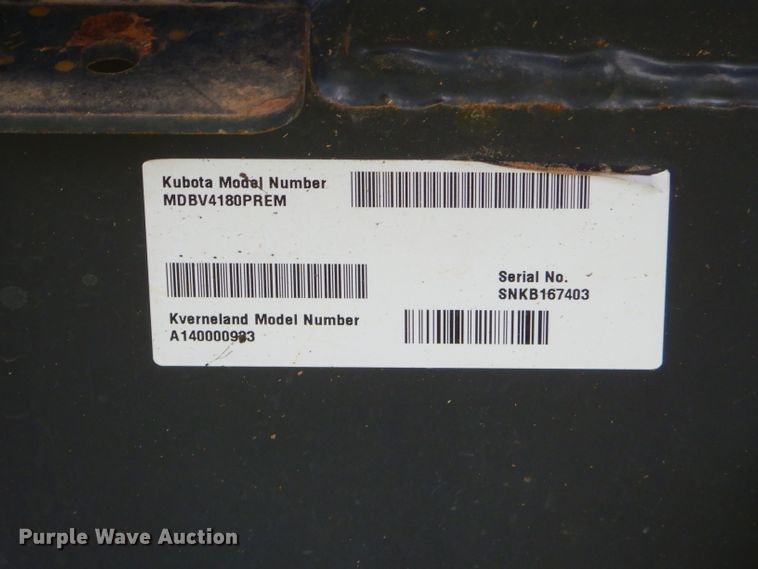 Kubota Model Number
MDBV4180PREM
Serial No.
SNKB167403
Kverneland Model Number
A140000933
Purple Wave Auction